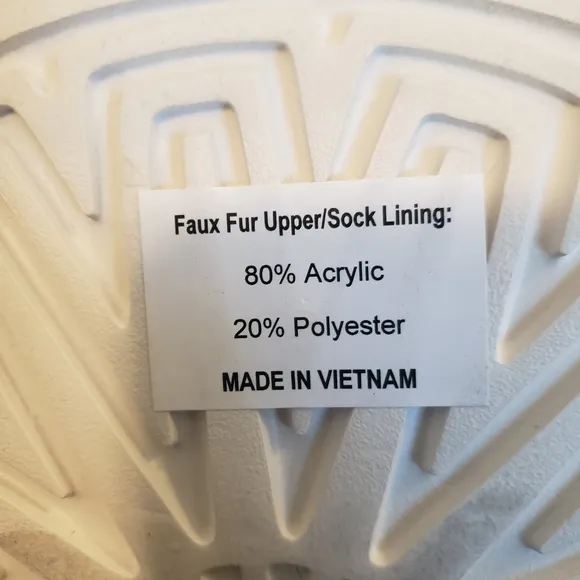 Faux Fur Upper/Sock Lining:
80% Acrylic
20% Polyester
MADE IN VIETNAM